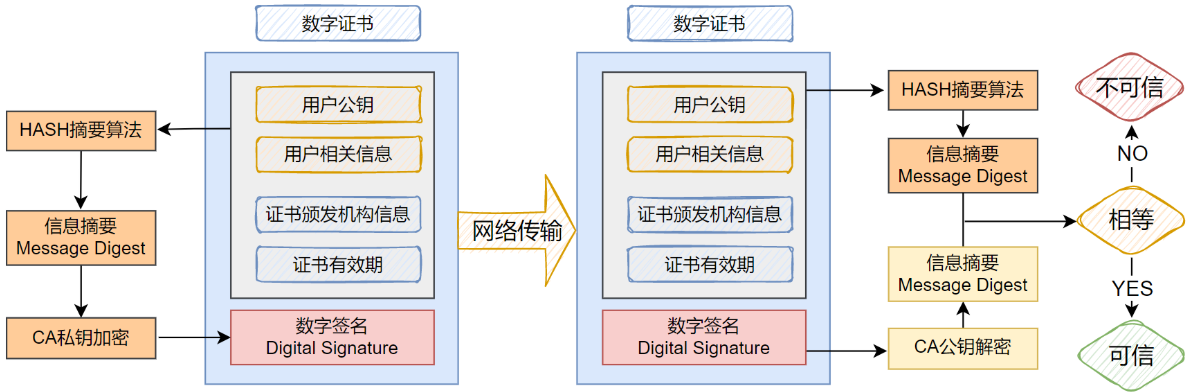 数字证书
用户公钥
用户相关信息
证书颁发机构信息
证书有效期
数字签名
Digital Signature
HASH摘要算法
信息摘要
Message Digest
CA私钥加密
网络传输
数字证书
用户公钥
用户相关信息
证书颁发机构信息
证书有效期
数字签名
Digital Signature
HASH摘要算法
信息摘要
Message Digest
信息摘要
Message Digest
CA公钥解密
不可信
NO
相等
YES
可信